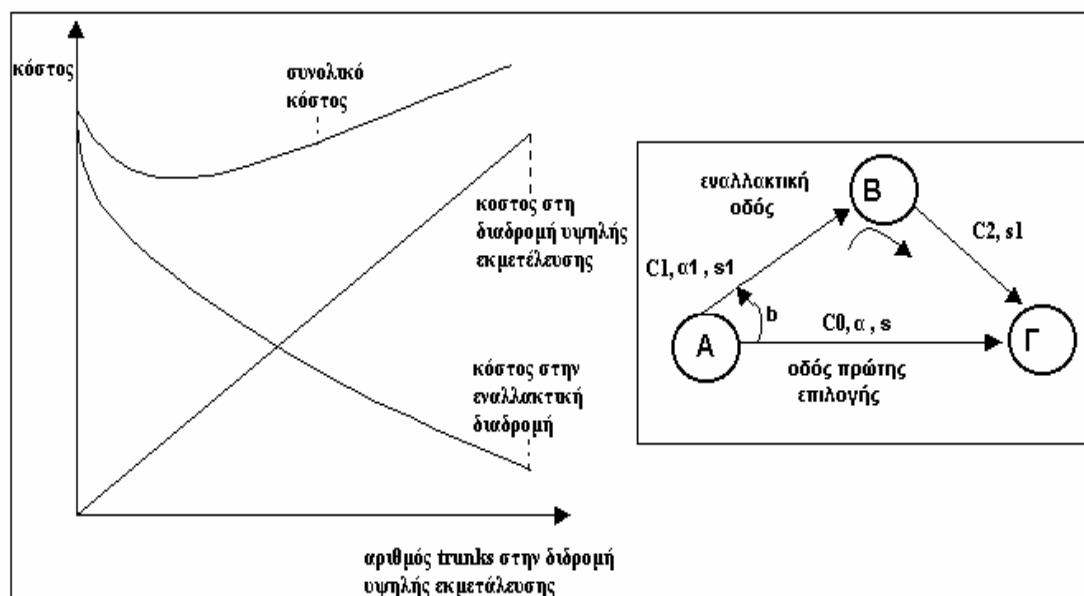 κόστος
συνολικό
κόστος
κοστος στη
διαδρομή υψηλής
εκμετέλευσης
κόστος στην
εναλλακτική
διαδρομή
αριθμός trunks στην διδρομή
υψηλής εκμετάλευσης
εναλλακτική
οδός
B
C2, s1
C1, α1 , s1
b
C0, α , s
A
Γ
οδός πρώτης
επιλογής